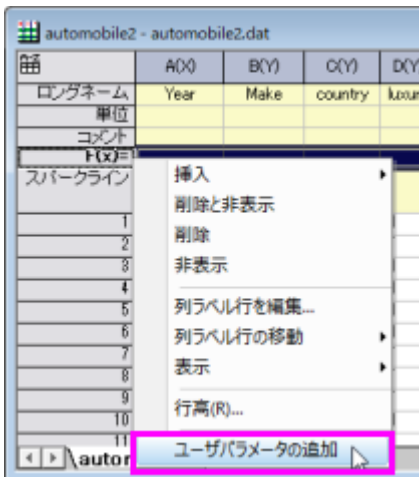 automobile2 - automobile2.dat
A(X) B(Y) C(Y) D(Y
ロングネーム Year Make country luxur
単位
コメント
F(x)=
スパークライン
挿入
削除と非表示
削除
非表示
列ラベル行を編集...
列ラベル行の移動
表示
行高(R)...
ユーザパラメータの追加
1
2
3
4
5
6
7
8
9
10
11
autor